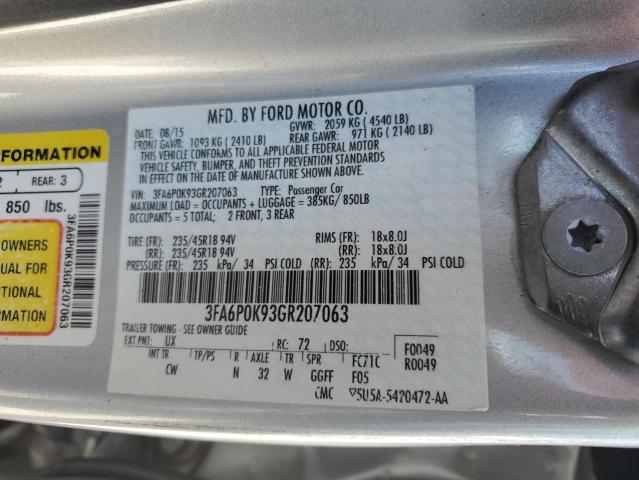 MFD. BY FORD MOTOR CO.
DATE: 08/15 GVWR: 2059 KG ( 4540 LB)
FRONT GAWR: 1093 KG ( 2410 LB) REAR GAWR: 971 KG ( 2140 LB)
THIS VEHICLE CONFORMS TO ALL APPLICABLE FEDERAL MOTOR
VEHICLE SAFETY, BUMPER, AND THEFT PREVENTION STANDARDS
IN EFFECT ON THE DATE OF MANUFACTURE SHOWN ABOVE.
VIN: 3FA6P0K93GR207063 TYPE: Passenger Car
MAXIMUM LOAD = OCCUPANTS + LUGGAGE = 385KG/ 850LB
OCCUPANTS = 5 TOTAL; 2 FRONT, 3 REAR
TIRE (FR): 235/45R18 94V RIMS (FR): 18x8.0J
(RR): 235/45R18 94V (RR): 18x8.0J
PRESSURE (FR): 235 kPa/ 34 PSI COLD (RR): 235 kPa/ 34 PSI COLD
3FA6P0K93GR207063
TRAILER TOWING - SEE OWNER GUIDE
EXT PNT: UX RC: 72 DSO: F0049
INT TR TP/PS R AXLE TR SPR FC71C R0049
CW N 32 W GGFF F05
5U5A-5420472-AA
FORMATION
2 REAR: 3
850 lbs.
OWNERS
UAL FOR
TIONAL
RMATION
3FA6P0K93GR207063